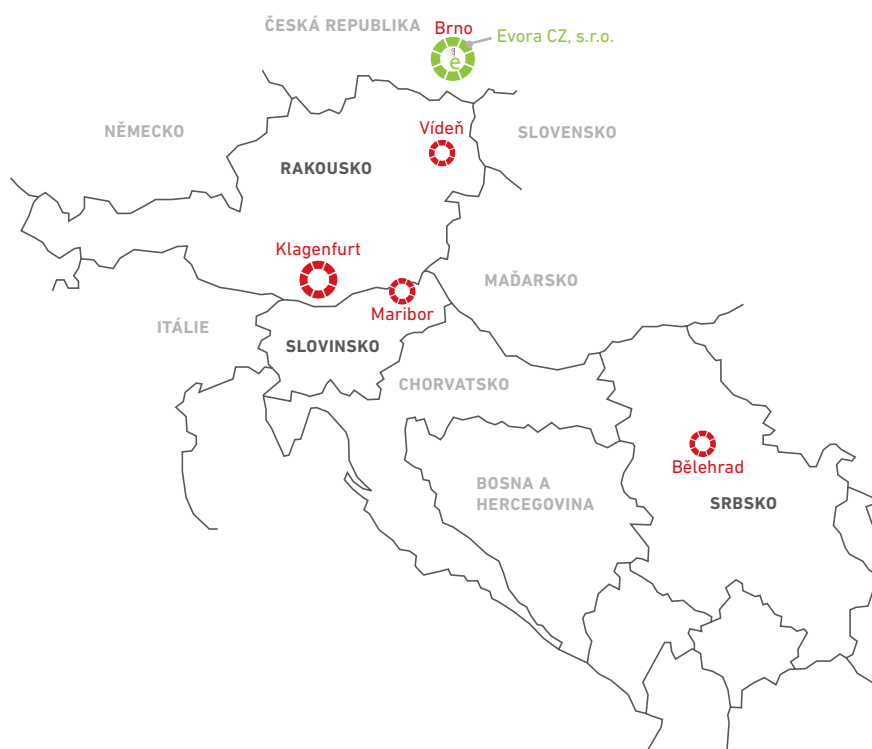 ČESKÁ REPUBLIKA
Brno
Evora CZ, s.r.o.
e
NĚMECKO
Vídeň
SLOVENSKO
RAKOUSKO
Klagenfurt
MAĎARSKO
Maribor
ITÁLIE
SLOVINSKO
CHORVATSKO
Bělehrad
BOSNA A
HERCEGOVINA
SRBSKO